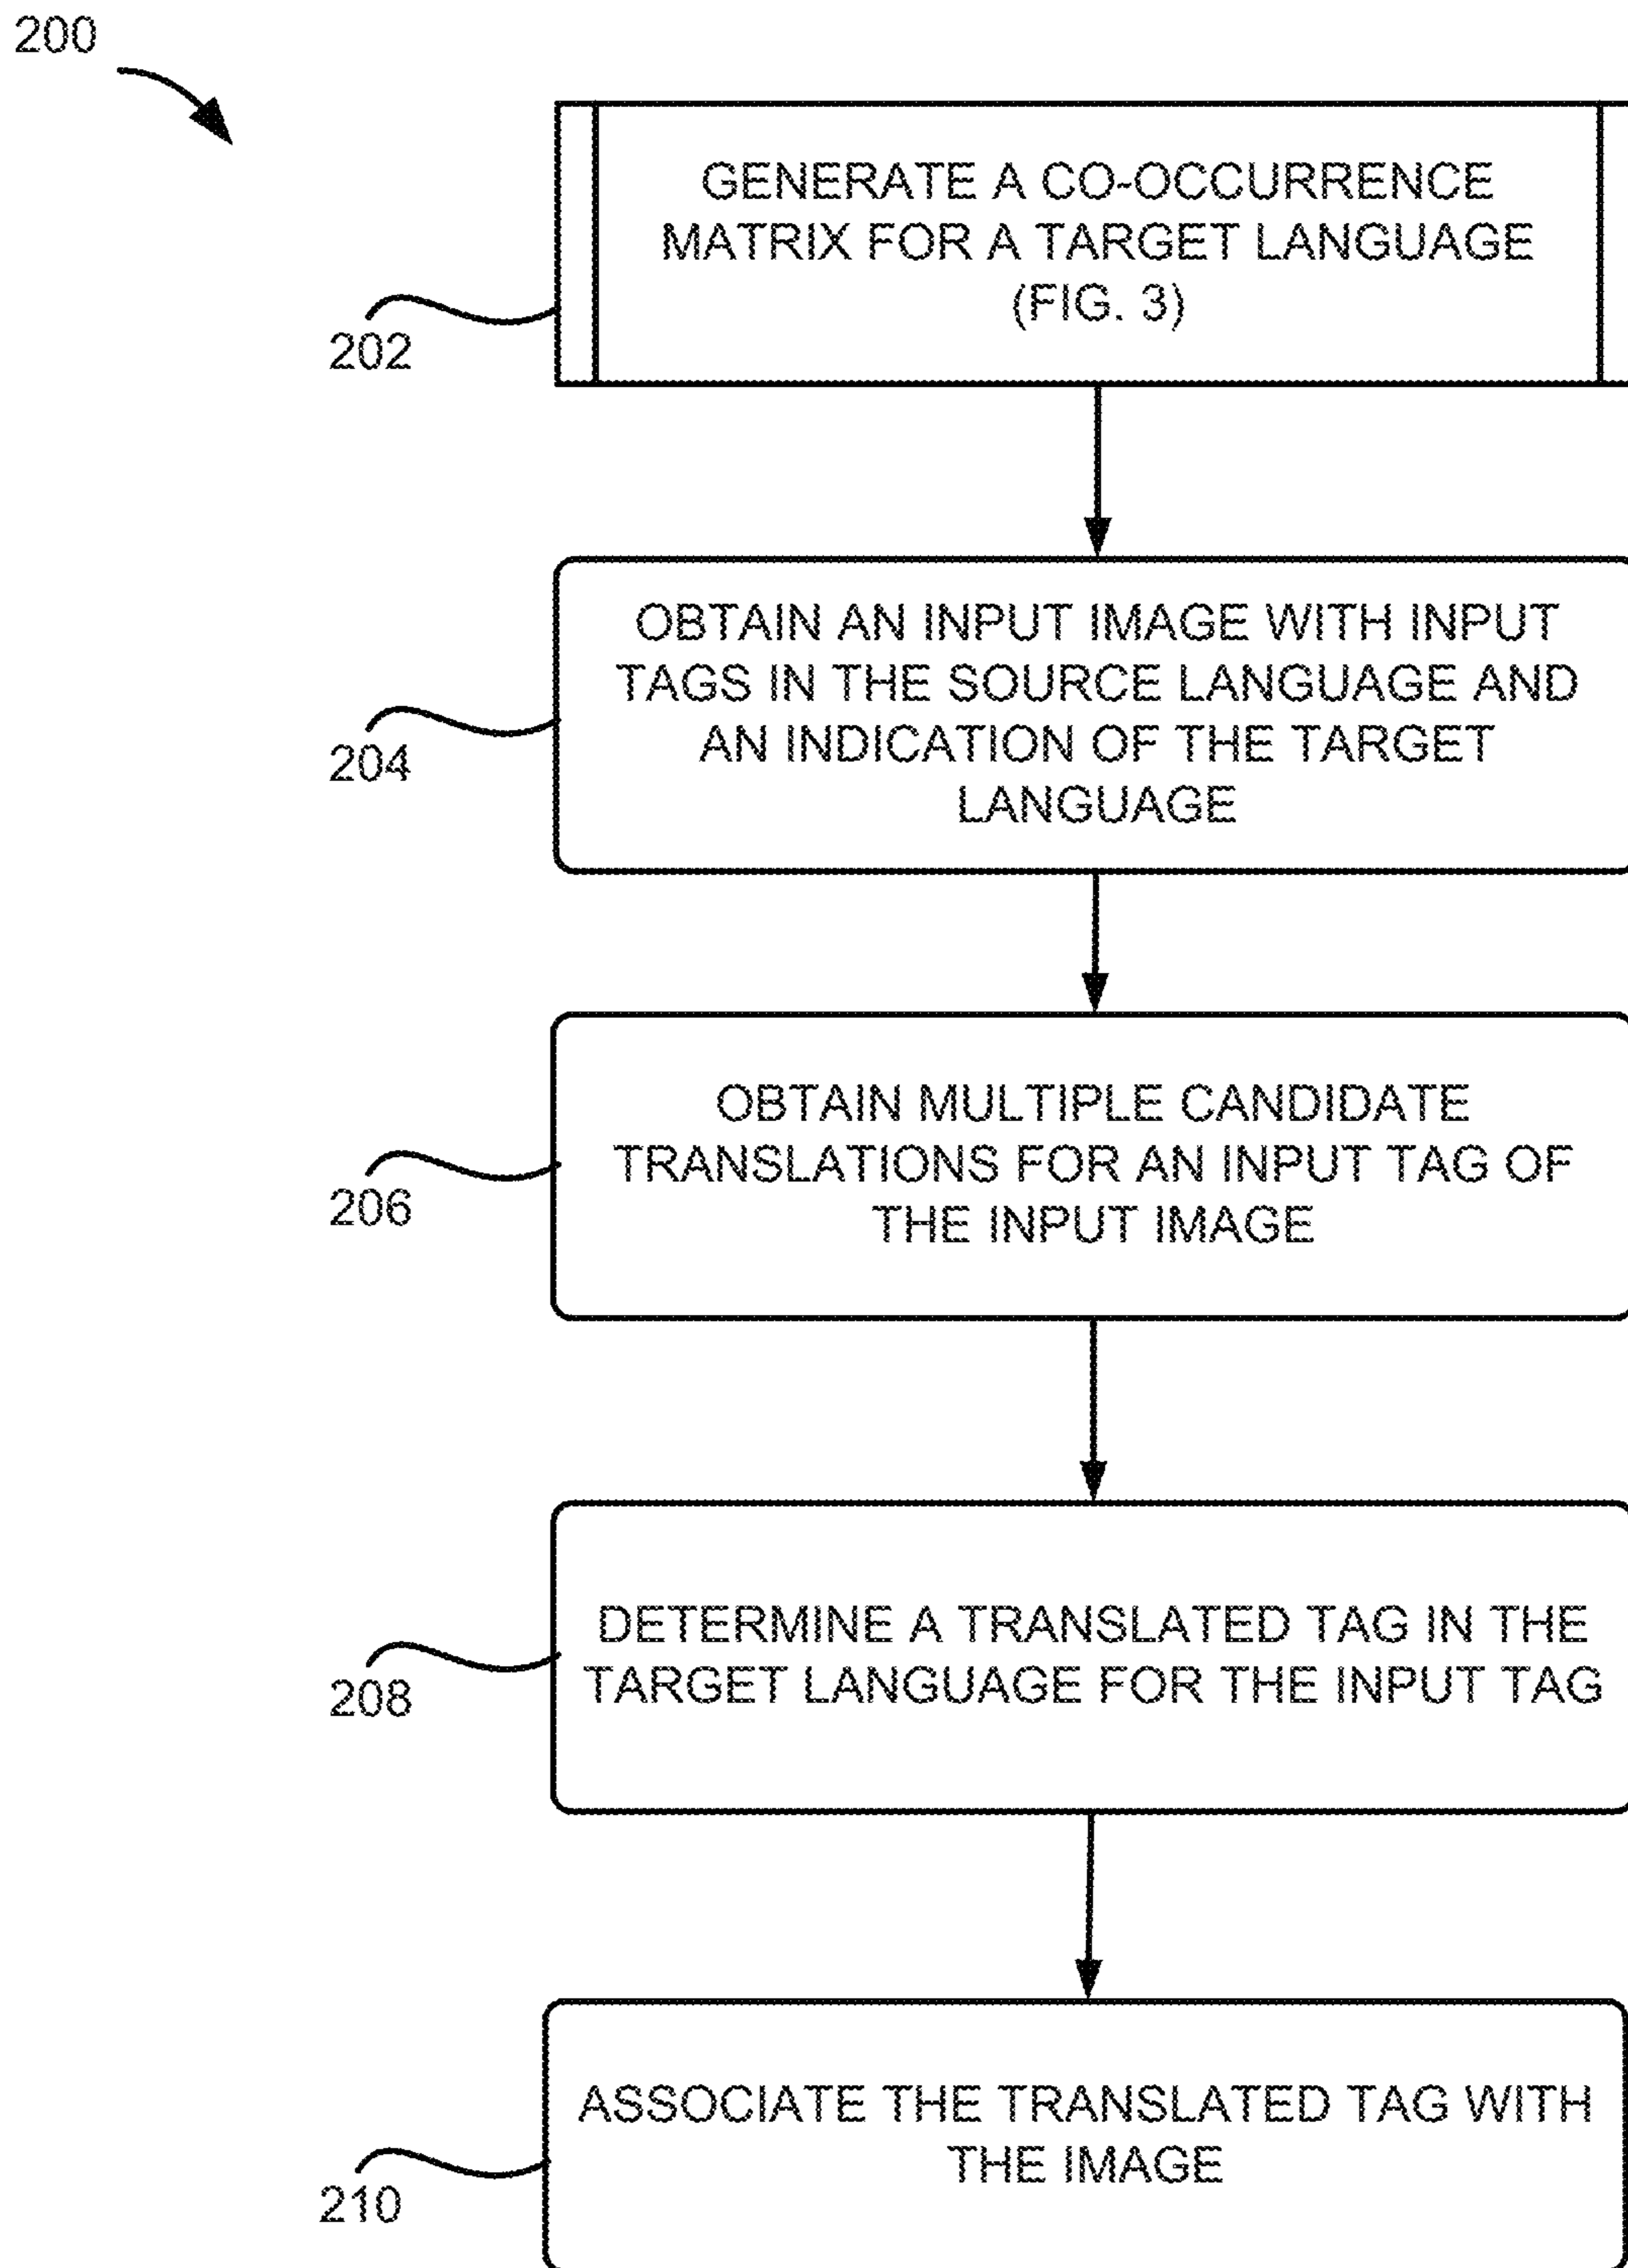 200
GENERATE A CO-OCCURRENCE
MATRIX FOR A TARGET LANGUAGE
(FIG. 3)
202
OBTAIN AN INPUT IMAGE WITH INPUT
TAGS IN THE SOURCE LANGUAGE AND
AN INDICATION OF THE TARGET
LANGUAGE
204
OBTAIN MULTIPLE CANDIDATE
TRANSLATIONS FOR AN INPUT TAG OF
THE INPUT IMAGE
206
DETERMINE A TRANSLATED TAG IN THE
TARGET LANGUAGE FOR THE INPUT TAG
208
ASSOCIATE THE TRANSLATED TAG WITH
THE IMAGE
210